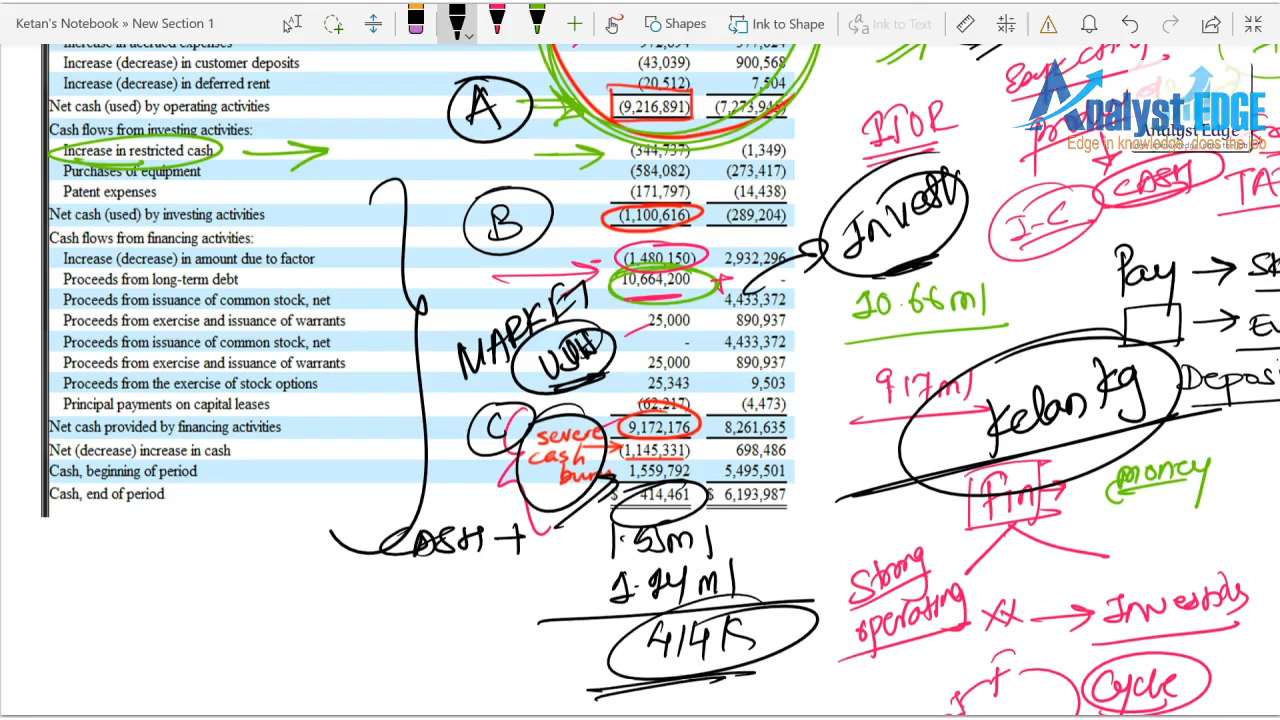 Ketan's Notebook » New Section 1
Shapes
Ink to Shape
Ink to Text
Increase in accrued expenses
Increase (decrease) in customer deposits (43,039) 900,568
Increase (decrease) in deferred rent (20,512) 7,504
Net cash (used) by operating activities (9,216,891)
Cash flows from investing activities:
Increase in restricted cash (344,737) (1,349)
Purchases of equipment (584,082) (273,417)
Patent expenses (171,797) (14,438)
Net cash (used) by investing activities (1,100,616) (289,204)
Cash flows from financing activities:
Increase (decrease) in amount due to factor (1,480,150) 2,932,296
Proceeds from long-term debt 10,664,200 -
Proceeds from issuance of common stock, net 4,433,372
Proceeds from exercise and issuance of warrants 25,000 890,937
Proceeds from issuance of common stock, net - 4,433,372
Proceeds from exercise and issuance of warrants 25,000 890,937
Proceeds from the exercise of stock options 25,343 9,503
Principal payments on capital leases (62,217) (4,473)
Net cash provided by financing activities 9,172,176 8,261,635
Net (decrease) increase in cash (1,145,331) 698,486
Cash, beginning of period 1,559,792 5,495,501
Cash, end of period $ 414,461 $ 6,193,987
A
B
C
MARKET
severe
cash
burn
CASH +
1.55m
1.14m
414K
Analyst EDGE
Analyst Edge
Edge in knowledge, does the job
I-C
CASH
Invest
10.66ml
Pay
917ml
Deposi
Ketan kg
Fin
money
Strong
operating
Investors
Cycle